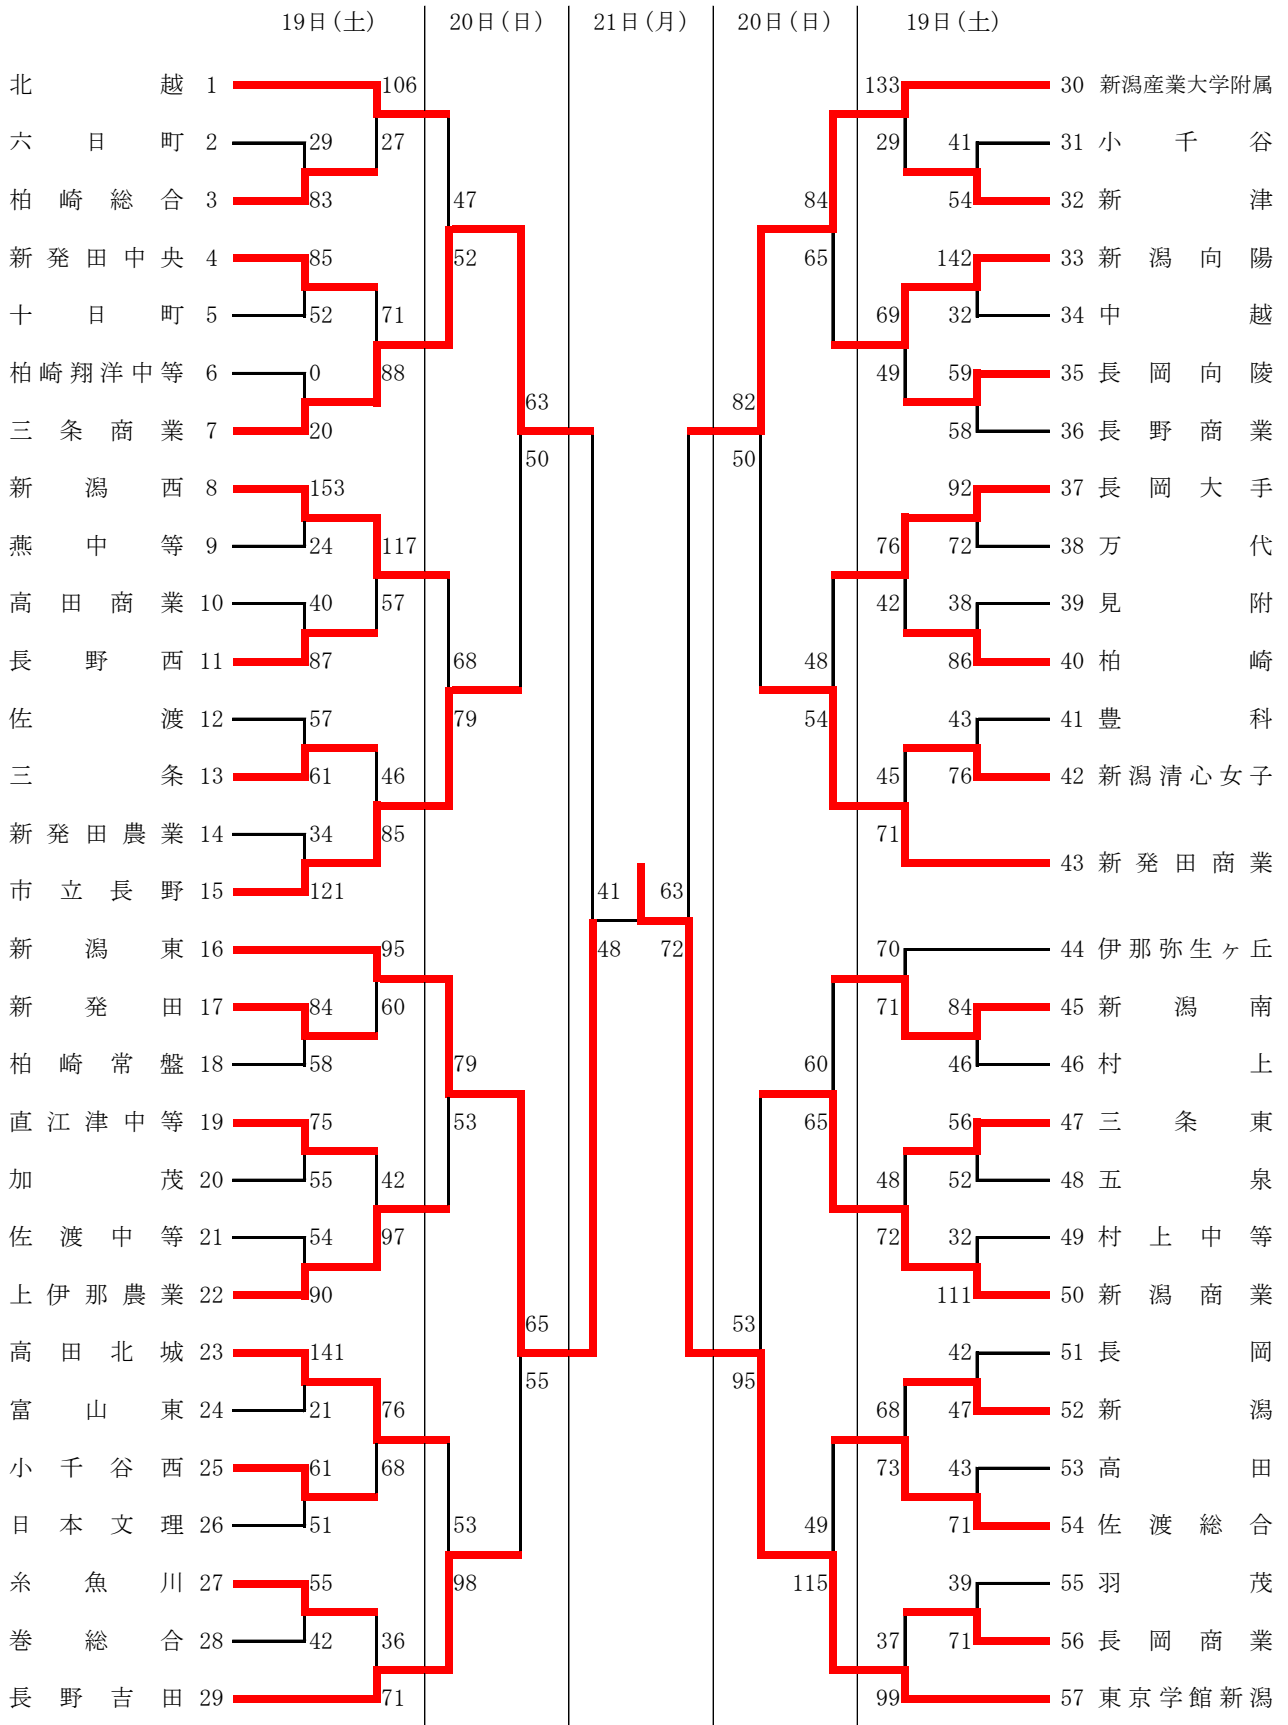 19日(土) 20日(日) 21日(月) 20日(日) 19日(土)
北越 1 106 133 30 新潟産業大学附属
六日町 2 29 27 29 41 31 小千谷
柏崎総合 3 83 47 84 54 32 新津
新発田中央 4 85 52 65 142 33 新潟向陽
十日町 5 52 71 69 32 34 中越
柏崎翔洋中等 6 0 88 49 59 35 長岡向陵
63 82
三条商業 7 20 58 36 長野商業
50 50
新潟西 8 153 92 37 長岡大手
燕中等 9 24 117 76 72 38 万代
高田商業 10 40 57 42 38 39 見附
長野西 11 87 68 48 86 40 柏崎
佐渡 12 57 79 54 43 41 豊科
三条 13 61 46 45 76 42 新潟清心女子
新発田農業 14 34 85 71
43 新発田商業
市立長野 15 121 41 63
新潟東 16 95 48 72 70 44 伊那弥生ヶ丘
新発田 17 84 60 71 84 45 新潟南
柏崎常盤 18 58 79 60 46 46 村上
直江津中等 19 75 53 65 56 47 三条東
加茂 20 55 42 48 52 48 五泉
佐渡中等 21 54 97 72 32 49 村上中等
上伊那農業 22 90 111 50 新潟商業
65 53
高田北城 23 141 42 51 長岡
55 95
富山東 24 21 76 68 47 52 新潟
小千谷西 25 61 68 73 43 53 高田
日本文理 26 51 53 49 71 54 佐渡総合
糸魚川 27 55 98 115 39 55 羽茂
巻総合 28 42 36 37 71 56 長岡商業
長野吉田 29 71 99 57 東京学館新潟